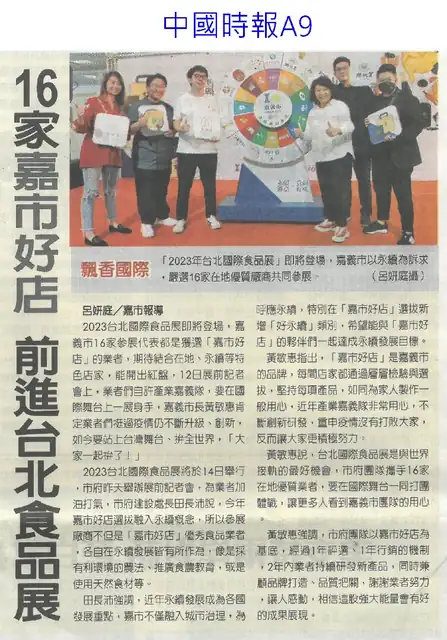 中國時報A9
16家嘉市好店 前進台北食品展
飄香國際
「2023年台北國際食品展」即將登場，嘉義市以永續為訴求
，嚴選16家在地優質廠商共同參展。 （呂妍庭攝）
呂妍庭／嘉市報導
2023台北國際食品展即將登場，嘉
義市16家參展代表都是獲選「嘉市好
店」的業者，期待結合在地、永續等特
色店家，能開出紅盤，12日展前記者
會上，業者們自許產業嘉義隊，要在國
際舞台上一展身手，嘉義市長黃敏惠肯
定業者們挺過疫情仍不斷升級、創新，
如今要站上台灣舞台、拚全世界，「大
家一起拚了！」
2023台北國際食品展將於14日舉行
，市府昨天舉辦展前記者會，為業者加
油打氣，市府建設處長田長沛說，今年
嘉市好店選拔融入永續概念，所以參展
廠商不但是「嘉市好店」優秀食品業者
，各自在永續發展皆有所作為，像是採
有利環境的農法、推廣食農教育，或是
使用天然食材等。
田長沛強調，近年永續發展成為各國
發展重點，嘉市不僅融入城市治理，為
呼應永續，特別在「嘉市好店」選拔新
增「好永續」類別，希望能與「嘉市好
店」的夥伴們一起達成永續發展目標。
黃敏惠指出，「嘉市好店」是嘉義市
的品牌，每間店家都通過層層檢驗與選
拔，堅持每項產品，如同為家人製作一
般用心，近年產業嘉義隊非常用心，不
斷創新研發，重申疫情沒有打敗大家，
反而讓大家更積極努力。
黃敏惠說，台北國際食品展是與世界
接軌的最好機會，市府團隊攜手16家
在地優質業者，要在國際舞台一同打團
體戰，讓更多人看到嘉義市團隊的用心
。
黃敏惠強調，市府團隊以嘉市好店為
基底，經過1年評選、1年行銷的機制
，2年內業者持續研發新產品，同時兼
顧品牌打造、品質把關，謝謝業者努力
，讓人感動，相信這股強大能量會有好
的成果展現。